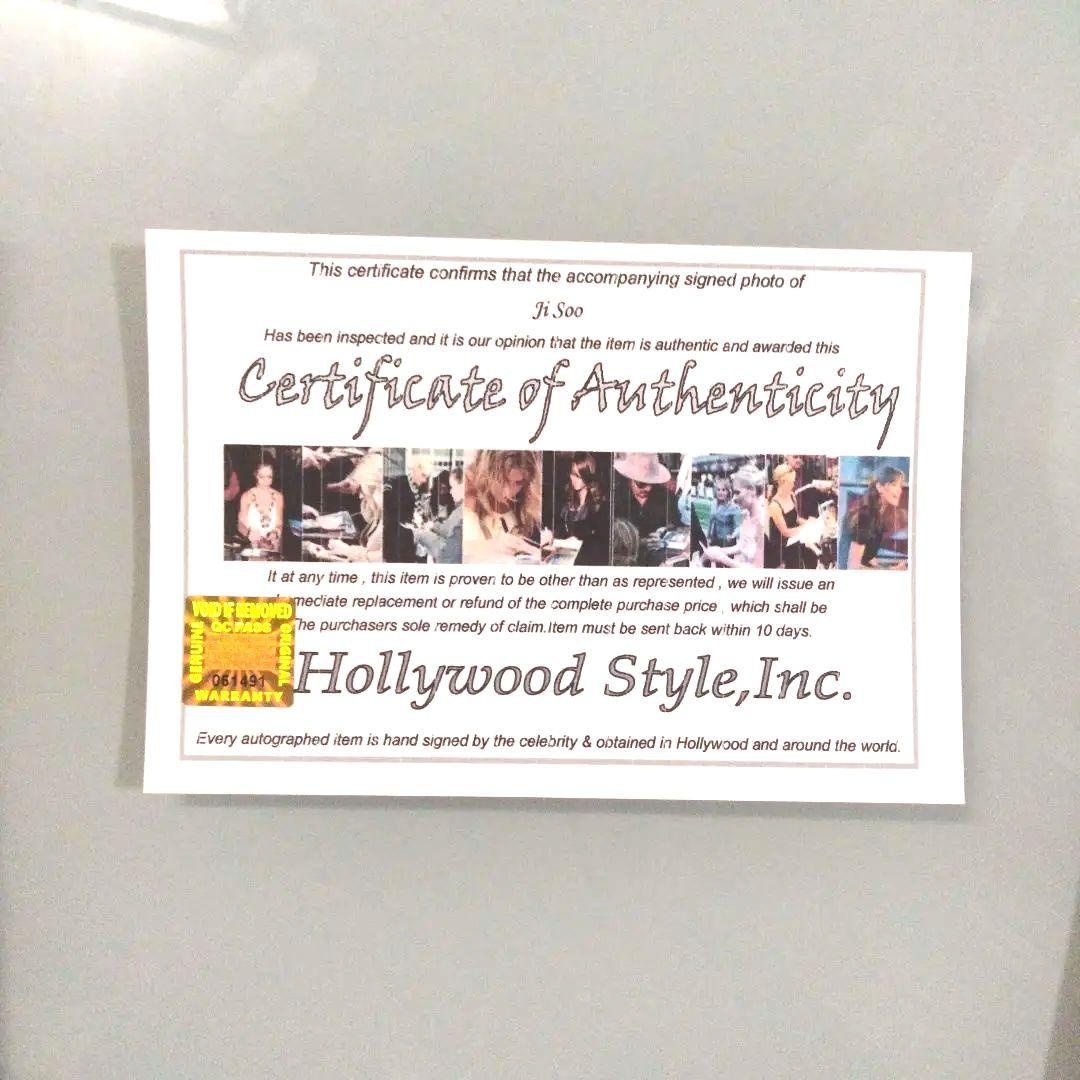 This certificate confirms that the accompanying signed photo of
Ji Soo
Has been inspected and it is our opinion that the item is authentic and awarded this
Certificate of Authenticity
It at any time , this item is proven to be other than as represented , we will issue an
mediate replacement or refund of the complete purchase price , which shall be
The purchasers sole remedy of claim.Item must be sent back within 10 days.
VOID IF REMOVED
QC PASS
GENUINE
ORIGINAL
061491
WARRANTY
Hollywood Style,Inc.
Every autographed item is hand signed by the celebrity & obtained in Hollywood and around the world.